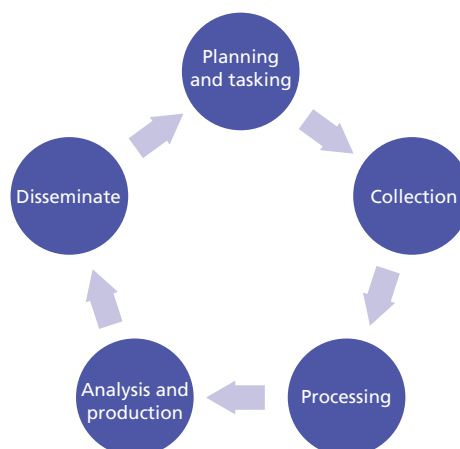 Planning
and tasking
Collection
Processing
Analysis and
production
Disseminate